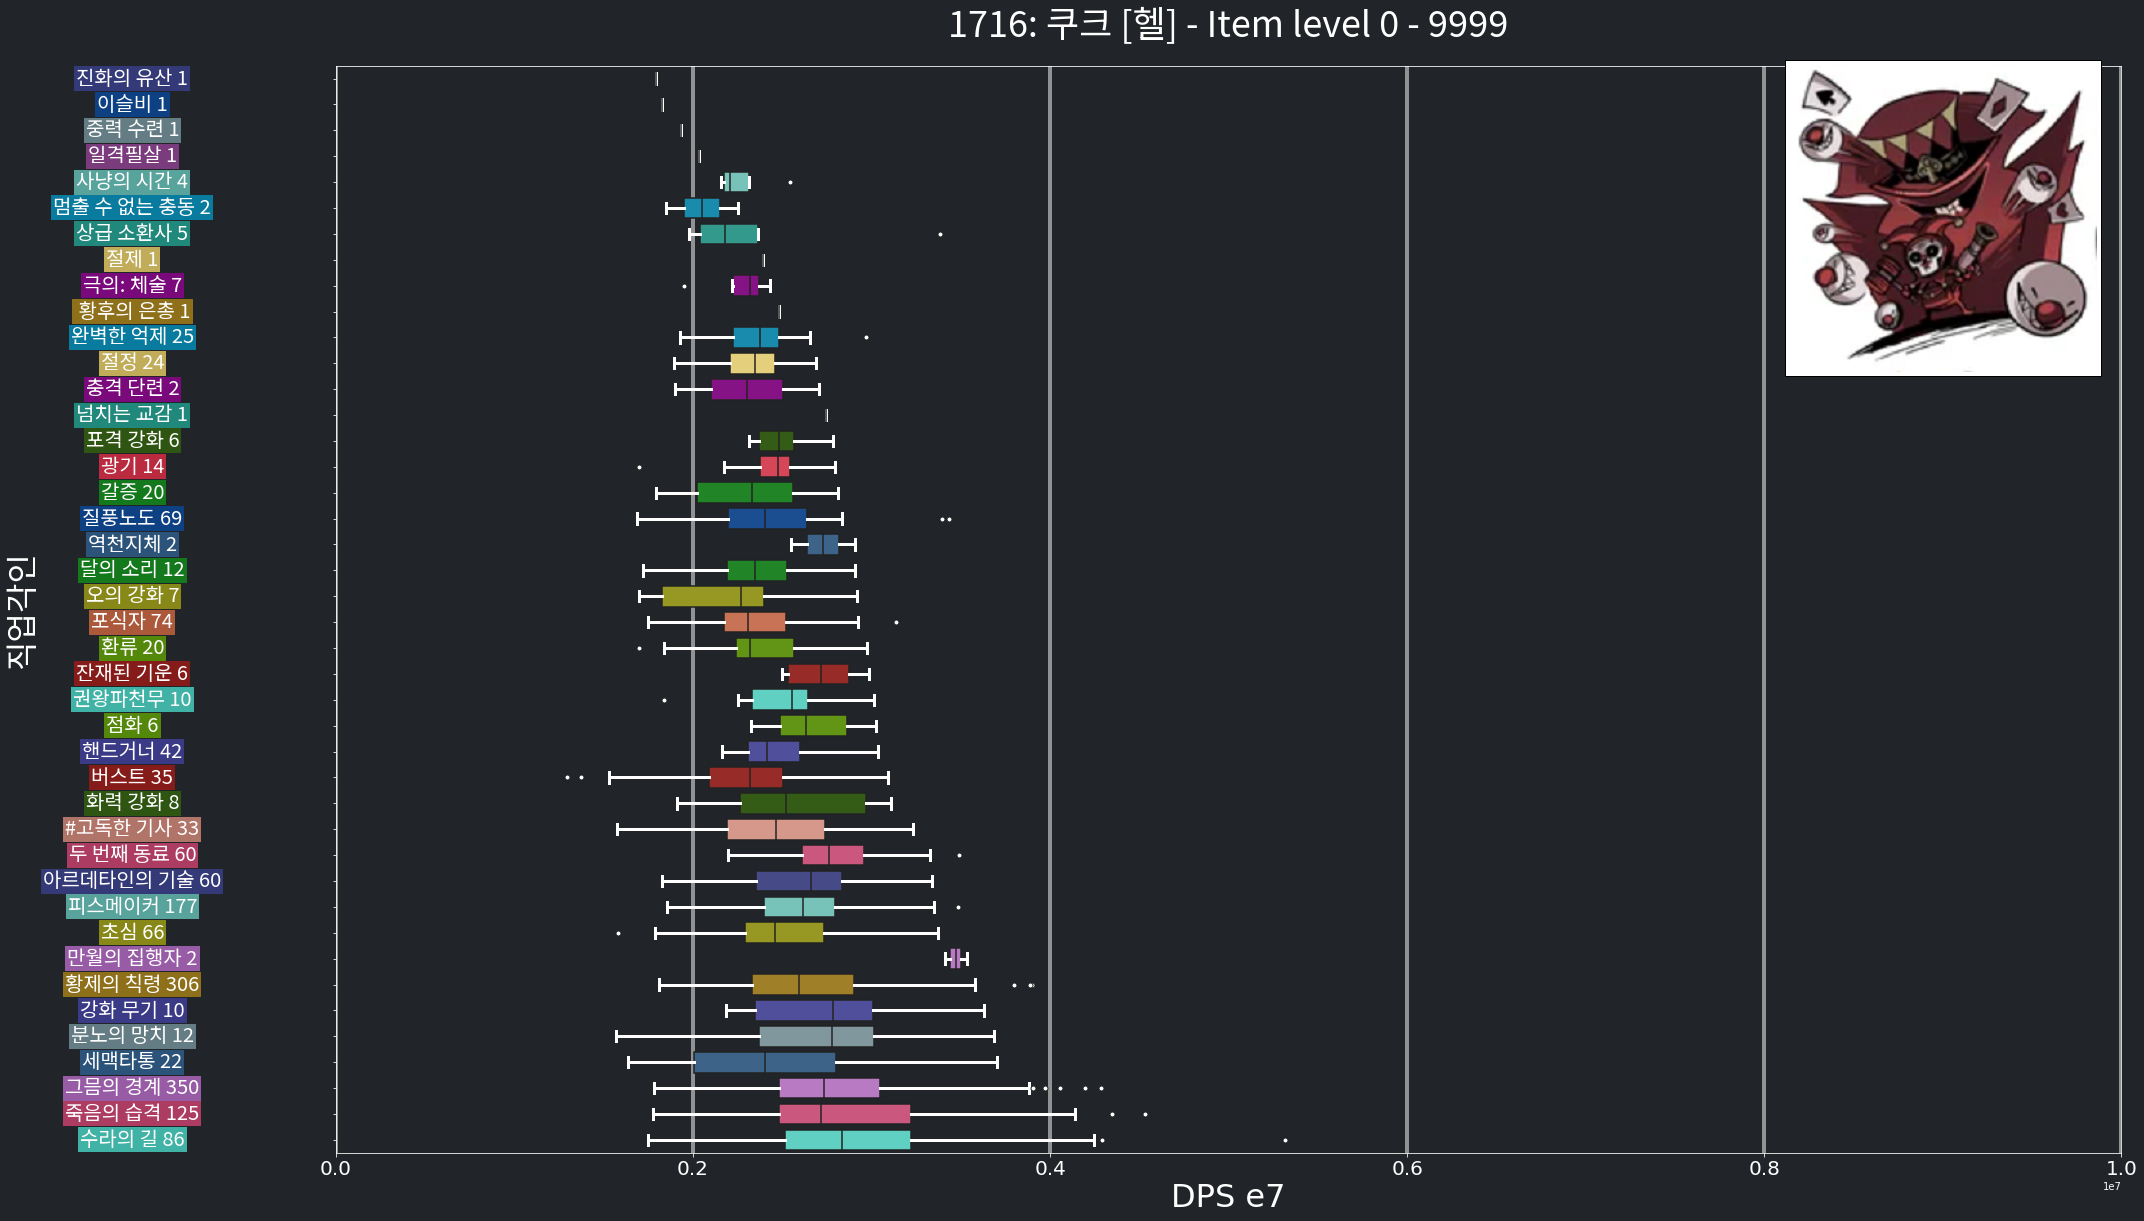 1716: 쿠크 [헬] - Item level 0 - 9999
진화의 유산 1
이슬비 1
중력 수련 1
일격필살 1
사냥의 시간 4
멈출 수 없는 충동 2
상급 소환사 5
절제 1
극의: 체술 7
황후의 은총 1
완벽한 억제 25
절정 24
충격 단련 2
넘치는 교감 1
포격 강화 6
광기 14
갈증 20
질풍노도 69
역천지체 2
달의 소리 12
오의 강화 7
포식자 74
환류 20
잔재된 기운 6
권왕파천무 10
점화 6
핸드거너 42
버스트 35
화력 강화 8
#고독한 기사 33
두 번째 동료 60
아르데타인의 기술 60
피스메이커 177
초심 66
만월의 집행자 2
황제의 칙령 306
강화 무기 10
분노의 망치 12
세맥타통 22
그믐의 경계 350
죽음의 습격 125
수라의 길 86
직업각인
0.0 0.2 0.4 0.6 0.8 1.0
1e7
DPS e7